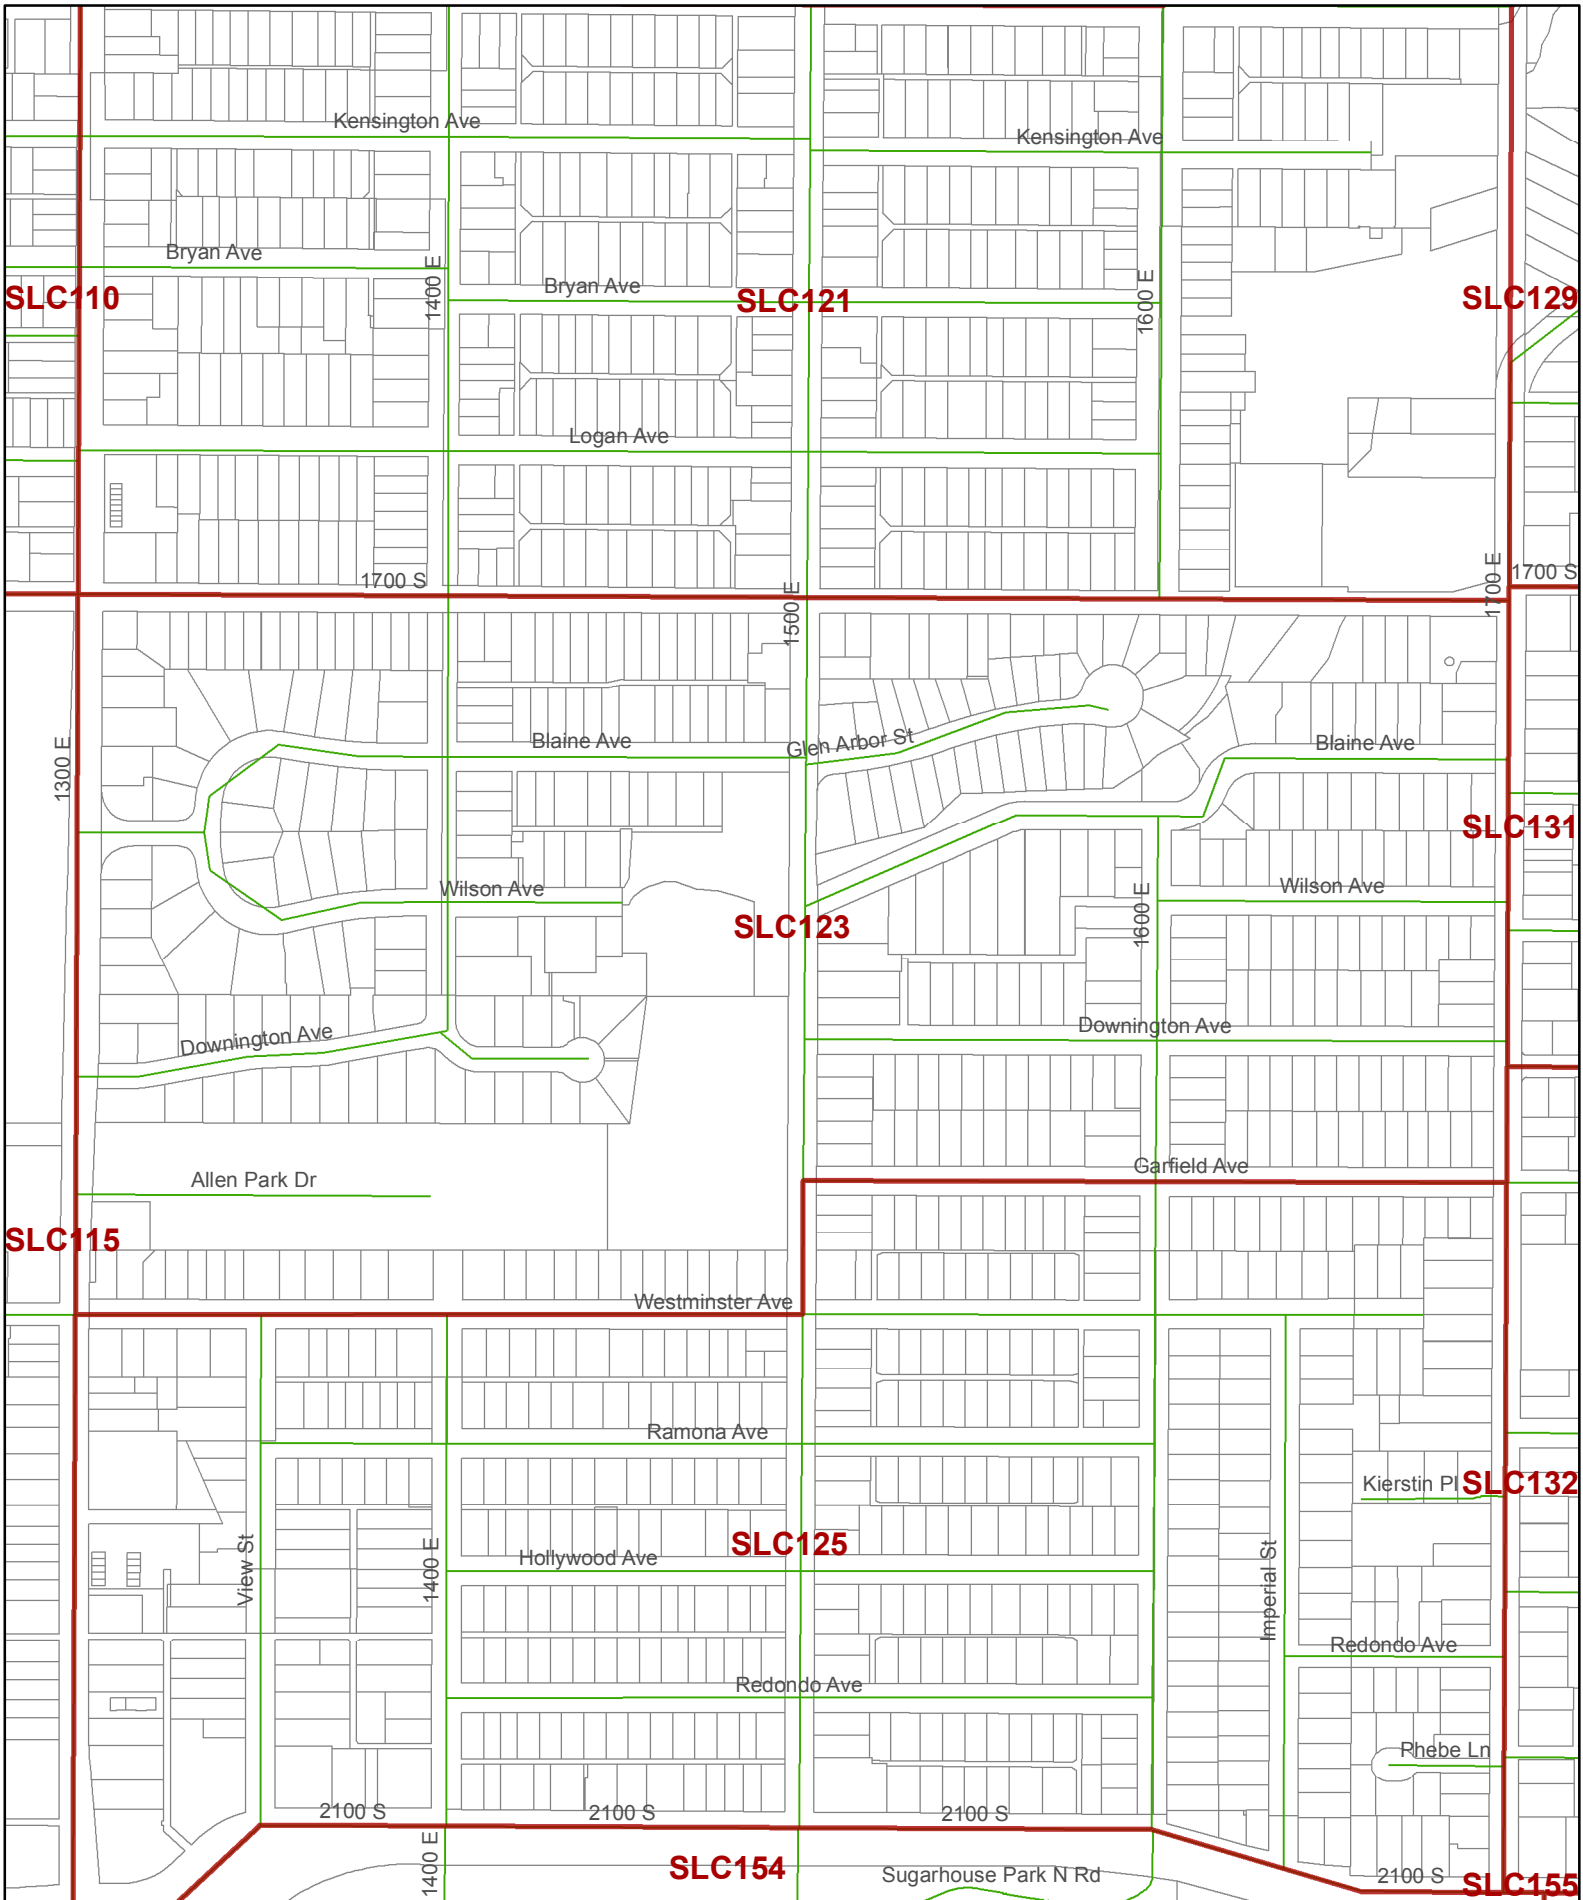 Kensington Ave
Kensington Ave
Bryan Ave
1400 E
Bryan Ave
1600 E
SLC110
SLC121
SLC129
Logan Ave
1700 S
1500 E
1700 E
1700 S
1300 E
Blaine Ave
Glen Arbor St
Blaine Ave
SLC131
Wilson Ave
Wilson Ave
SLC123
1600 E
Downington Ave
Downington Ave
Allen Park Dr
Garfield Ave
SLC115
Westminster Ave
Ramona Ave
Kierstin Pl
SLC132
View St
1400 E
Hollywood Ave
SLC125
Imperial St
Redondo Ave
Redondo Ave
Phebe Ln
2100 S
2100 S
2100 S
1400 E
SLC154
Sugarhouse Park N Rd
2100 S
SLC155